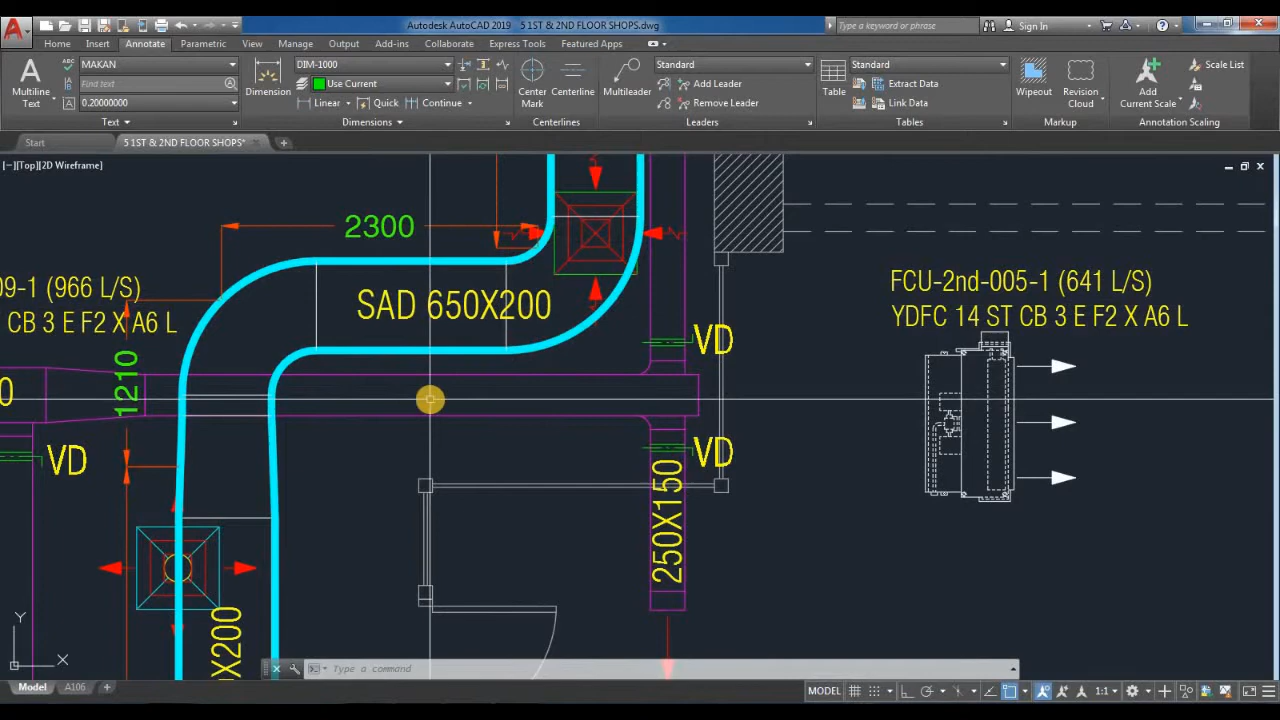 Autodesk AutoCAD 2019 5 1ST & 2ND FLOOR SHOPS.dwg
Type a keyword or phrase
Sign In
Home Insert Annotate Parametric View Manage Output Add-ins Collaborate Express Tools Featured Apps
MAKAN
Find text
0.20000000
Multiline Text
Text
Dimension
DIM-1000
Use Current
Linear Quick Continue
Dimensions
Center Mark
Centerline
Centerlines
Multileader
Standard
Add Leader
Remove Leader
Leaders
Table
Standard
Extract Data
Link Data
Tables
Wipeout
Revision Cloud
Markup
Add Current Scale
Scale List
Annotation Scaling
Start
5 1ST & 2ND FLOOR SHOPS*
[−][Top][2D Wireframe]
2300
09-1 (966 L/S)
CB 3 E F2 X A6 L
SAD 650X200
FCU-2nd-005-1 (641 L/S)
YDFC 14 ST CB 3 E F2 X A6 L
VD
1210
0
VD
VD
250X150
X200
Y
X
Type a command
Model A106
MODEL
1:1